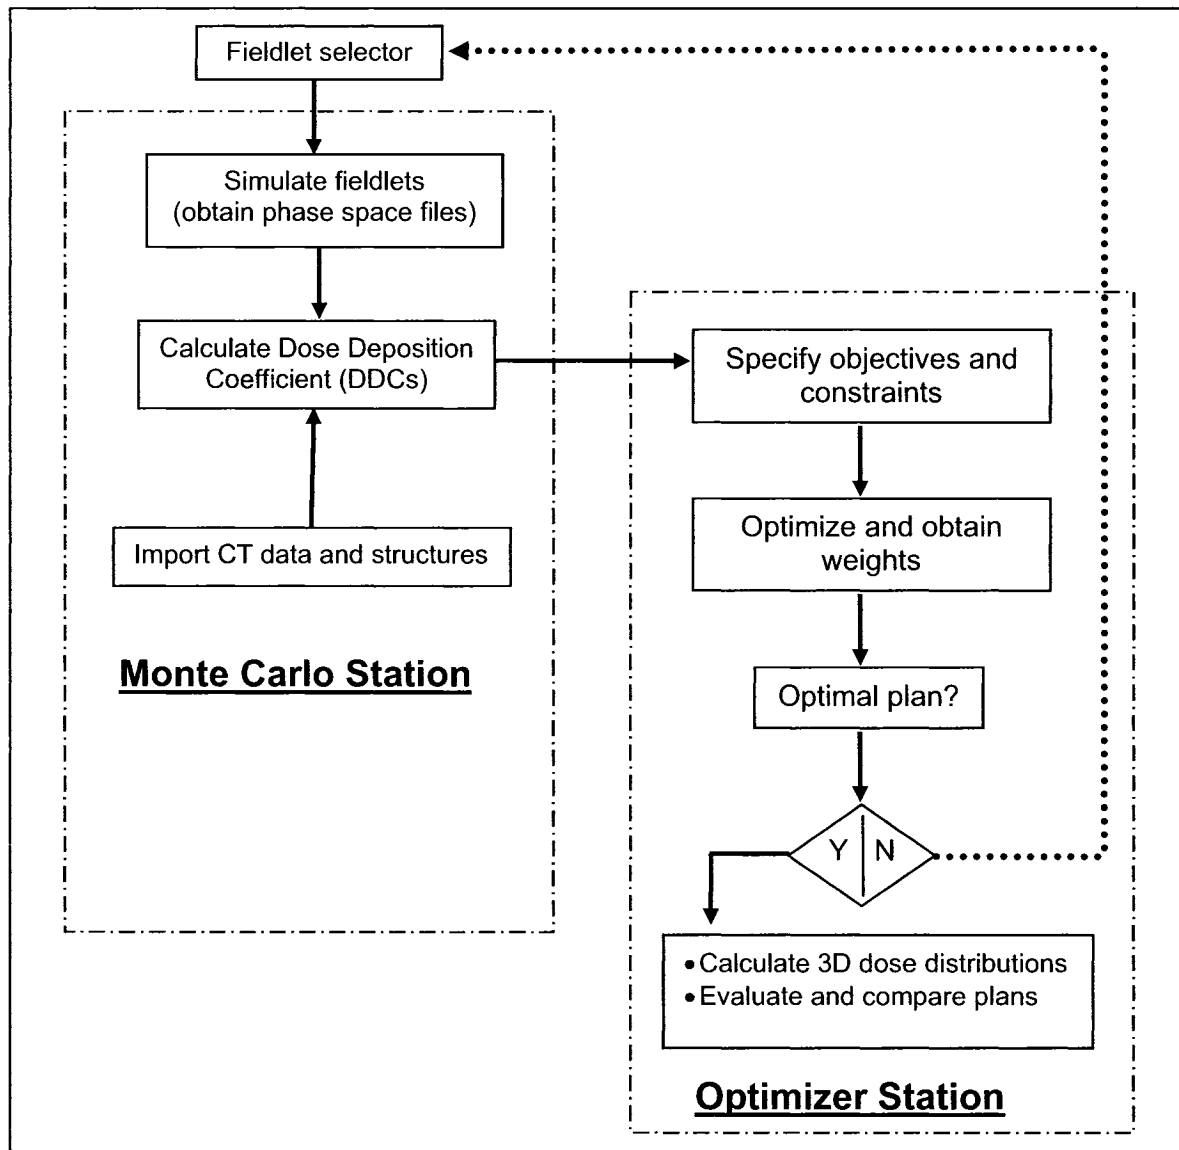 Fieldlet selector
Simulate fieldlets
(obtain phase space files)
Calculate Dose Deposition
Coefficient (DDCs)
Import CT data and structures
Monte Carlo Station
Specify objectives and
constraints
Optimize and obtain
weights
Optimal plan?
Y N
•Calculate 3D dose distributions
•Evaluate and compare plans
Optimizer Station